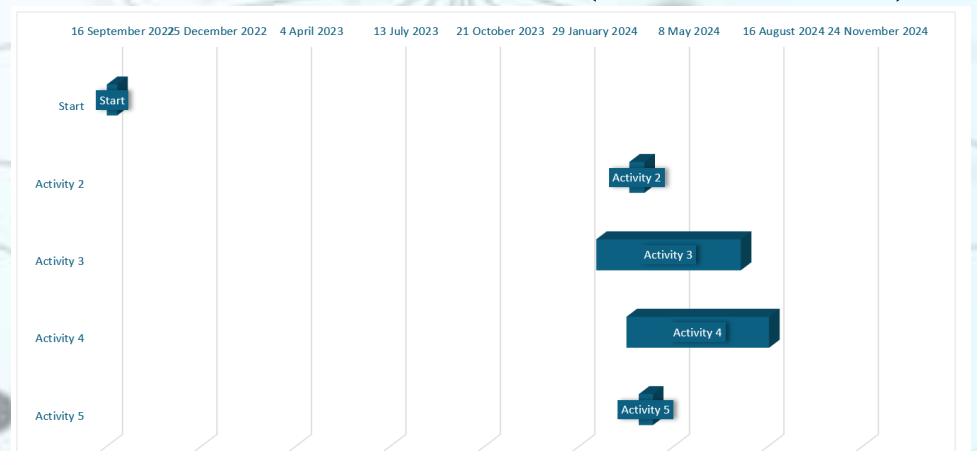 16 September 2022 25 December 2022 4 April 2023 13 July 2023 21 October 2023 29 January 2024 8 May 2024 16 August 2024 24 November 2024
Start Start
Activity 2 Activity 2
Activity 3 Activity 3
Activity 4 Activity 4
Activity 5 Activity 5